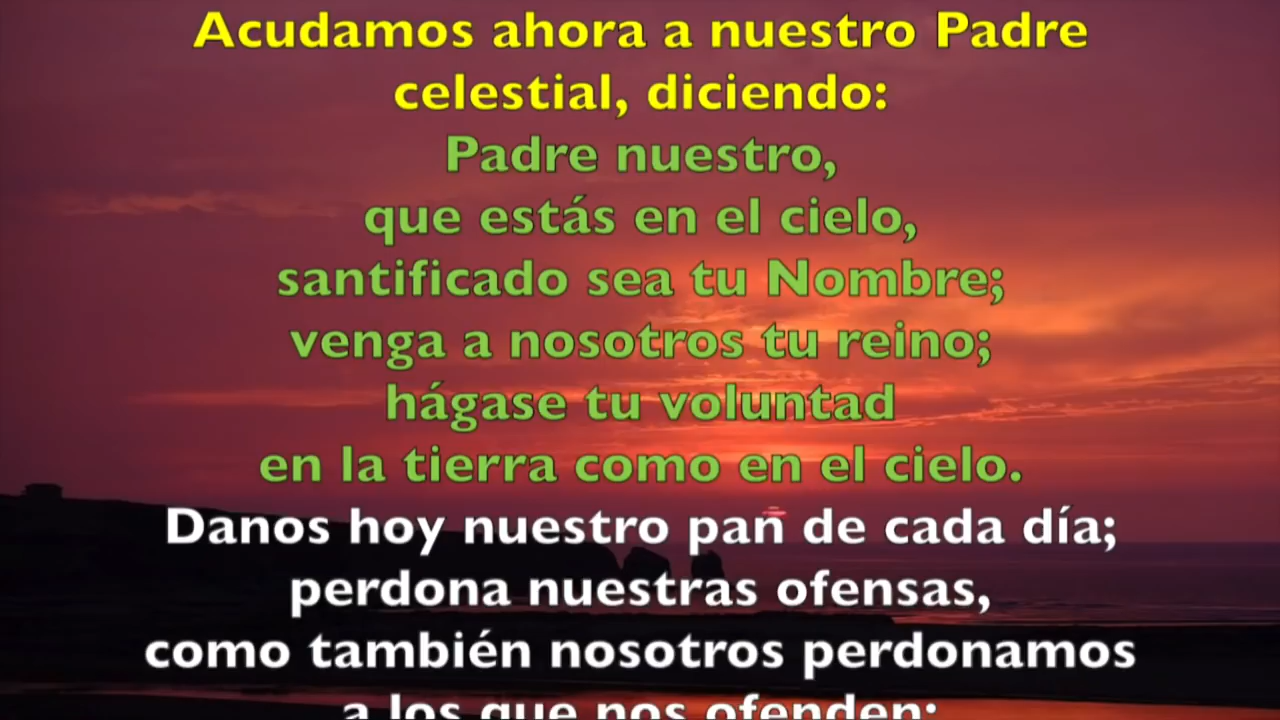 Acudamos ahora a nuestro Padre
celestial, diciendo:
Padre nuestro,
que estás en el cielo,
santificado sea tu Nombre;
venga a nosotros tu reino;
hágase tu voluntad
en la tierra como en el cielo.
Danos hoy nuestro pan de cada día;
perdona nuestras ofensas,
como también nosotros perdonamos
a los que nos ofenden;